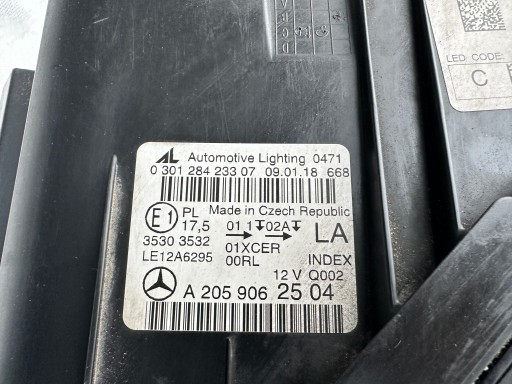 LED CODE:
C
AL Automotive Lighting 0471
0 301 284 233 07 09.01.18 668
E1 PL Made in Czech Republic
17,5 01 1 02A
3530 3532 01XCER LA
LE12A6295 00RL INDEX
12 V Q002
A 205 906 25 04